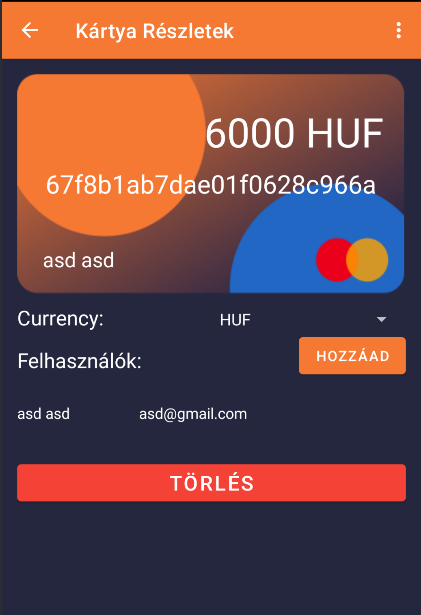 Kártya Részletek
6000 HUF
67f8b1ab7dae01f0628c966a
asd asd
Currency: HUF
Felhasználók: HOZZÁAD
asd asd asd@gmail.com
TÖRLÉS